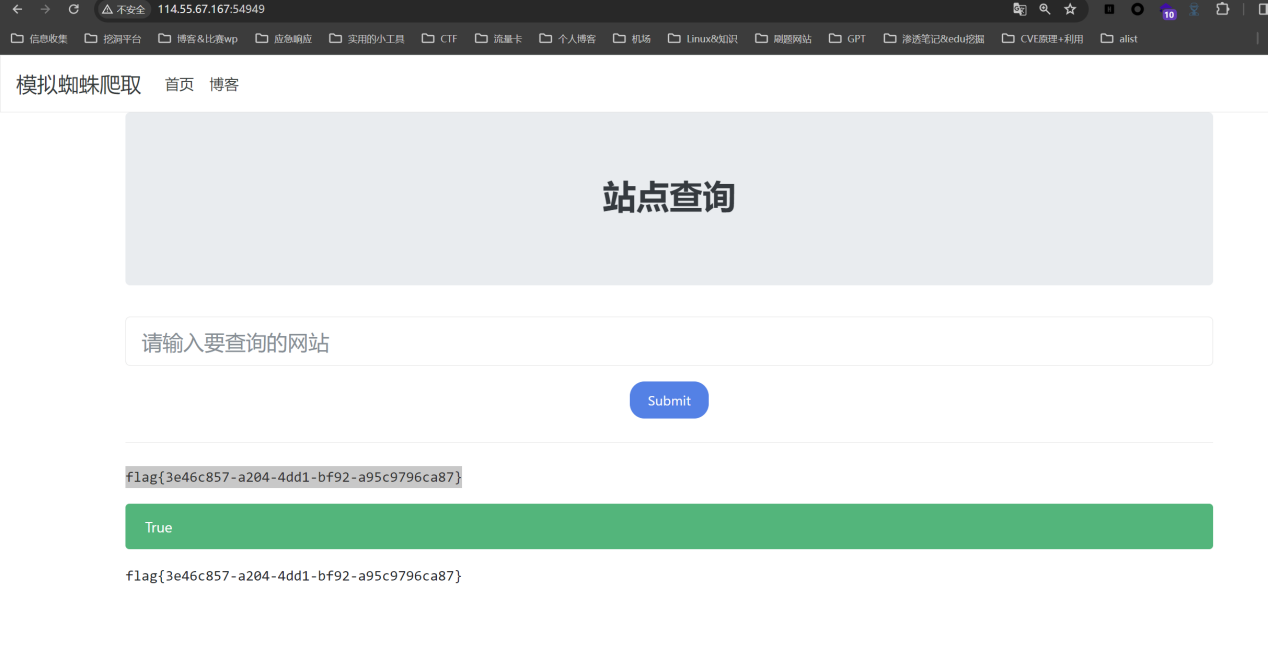 不安全 114.55.67.167:54949
10
信息收集 挖洞平台 博客&比赛wp 应急响应 实用的小工具 CTF 流量卡 个人博客 机场 Linux&知识 刷题网站 GPT 渗透笔记&edu挖掘 CVE原理+利用 alist
模拟蜘蛛爬取 首页 博客
站点查询
请输入要查询的网站
Submit
flag{3e46c857-a204-4dd1-bf92-a95c9796ca87}
True
flag{3e46c857-a204-4dd1-bf92-a95c9796ca87}